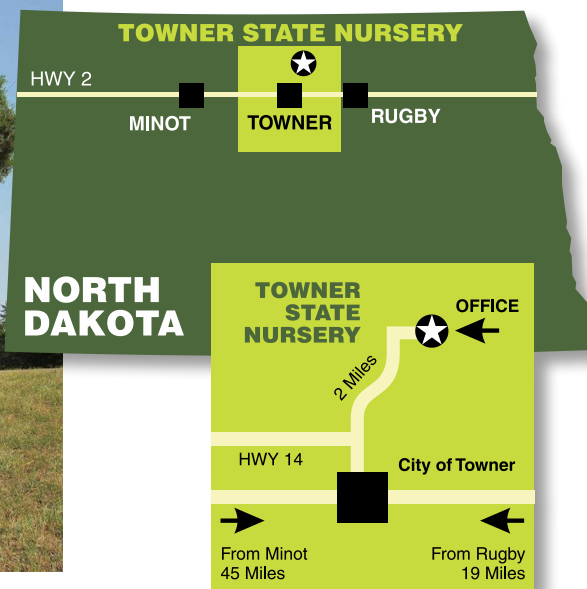 TOWNER STATE NURSERY
HWY 2
MINOT
TOWNER
RUGBY
NORTH
DAKOTA
TOWNER
STATE
NURSERY
OFFICE
2 Miles
HWY 14
City of Towner
From Minot
45 Miles
From Rugby
19 Miles